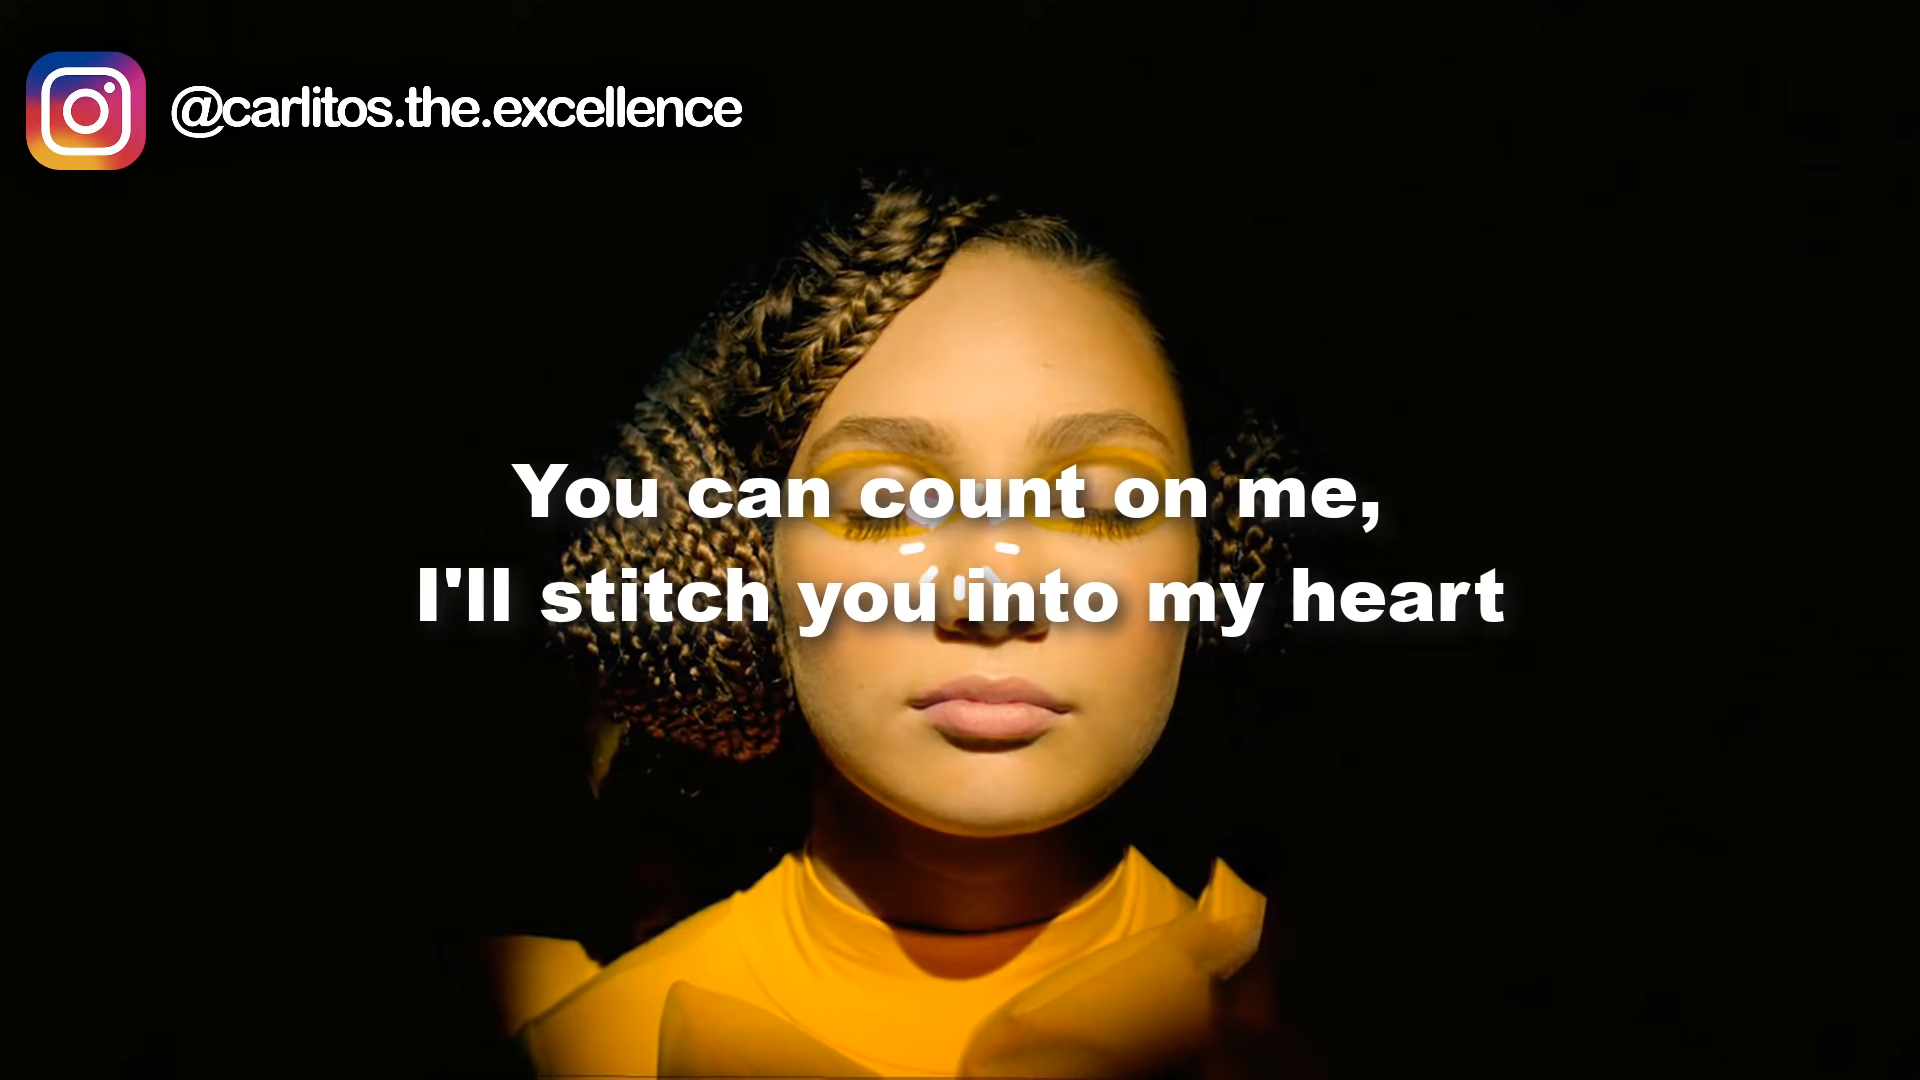 @carlitos.the.excellence
You can count on me,
I'll stitch you into my heart